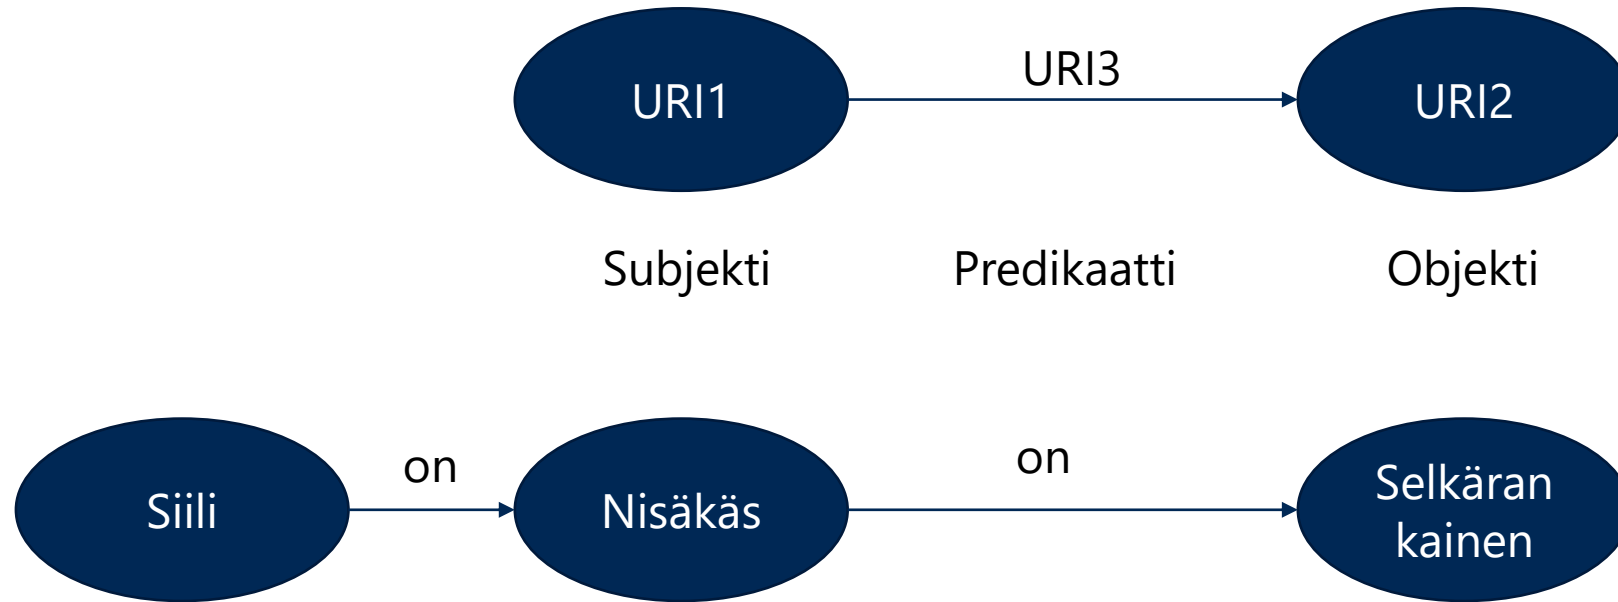 URI3
URI1
URI2
Subjekti
Predikaatti
Objekti
on
on
Siili
Nisäkäs
Selkäran
kainen